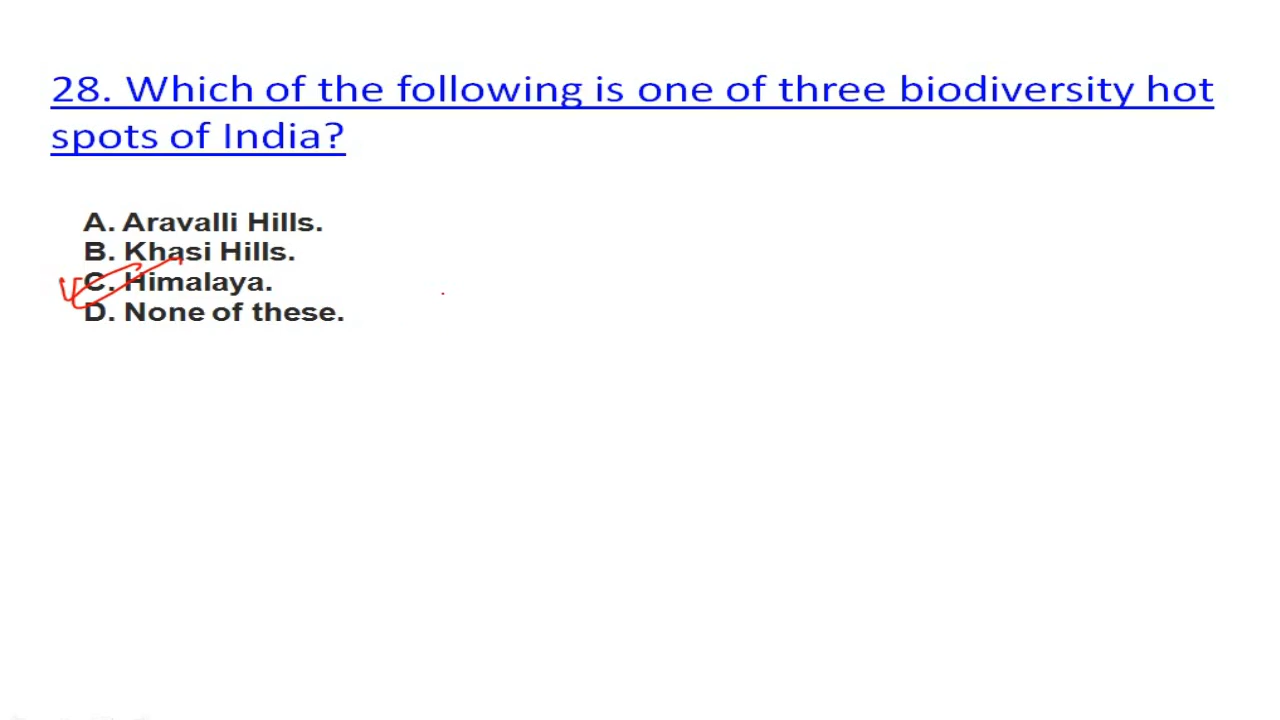 28. Which of the following is one of three biodiversity hot
spots of India?
A. Aravalli Hills.
B. Khasi Hills.
C. Himalaya.
D. None of these.